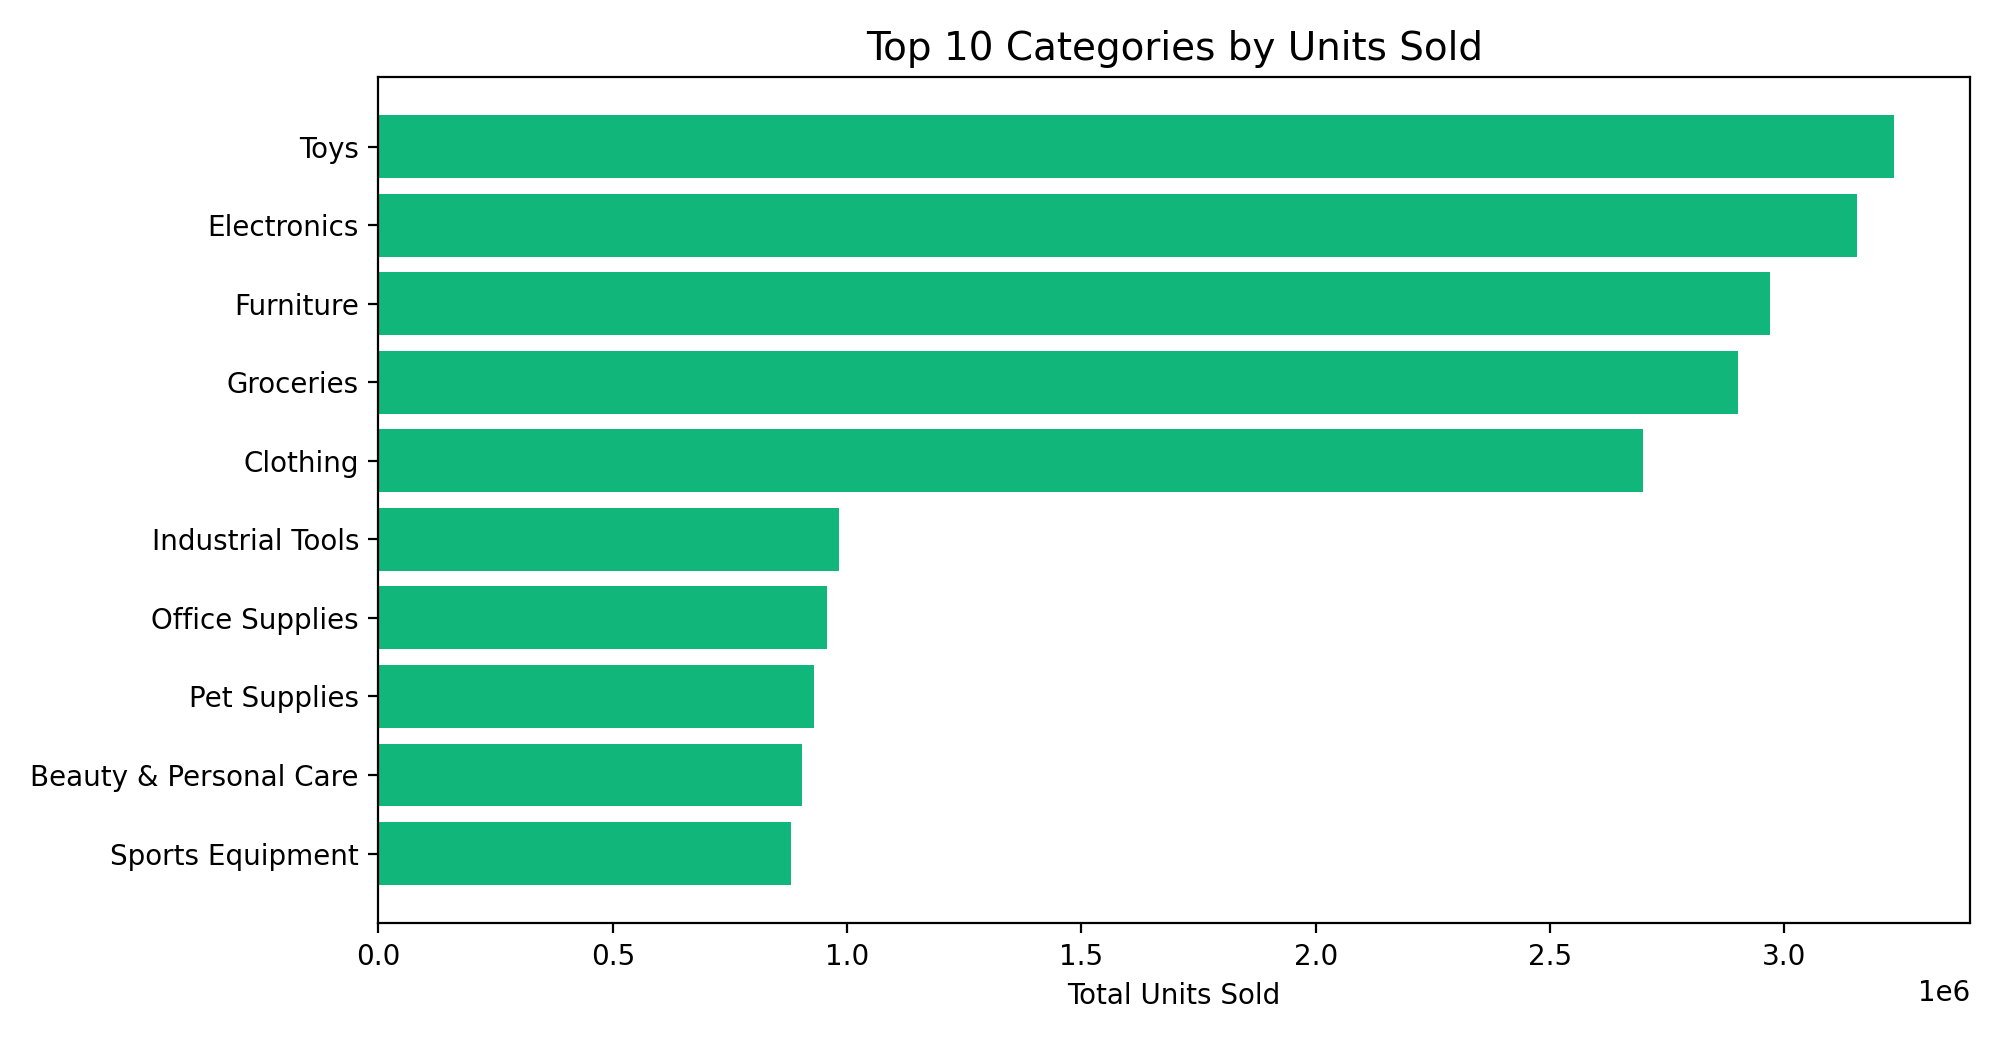 Top 10 Categories by Units Sold
Toys
Electronics
Furniture
Groceries
Clothing
Industrial Tools
Office Supplies
Pet Supplies
Beauty & Personal Care
Sports Equipment
0.0 0.5 1.0 1.5 2.0 2.5 3.0
1e6
Total Units Sold